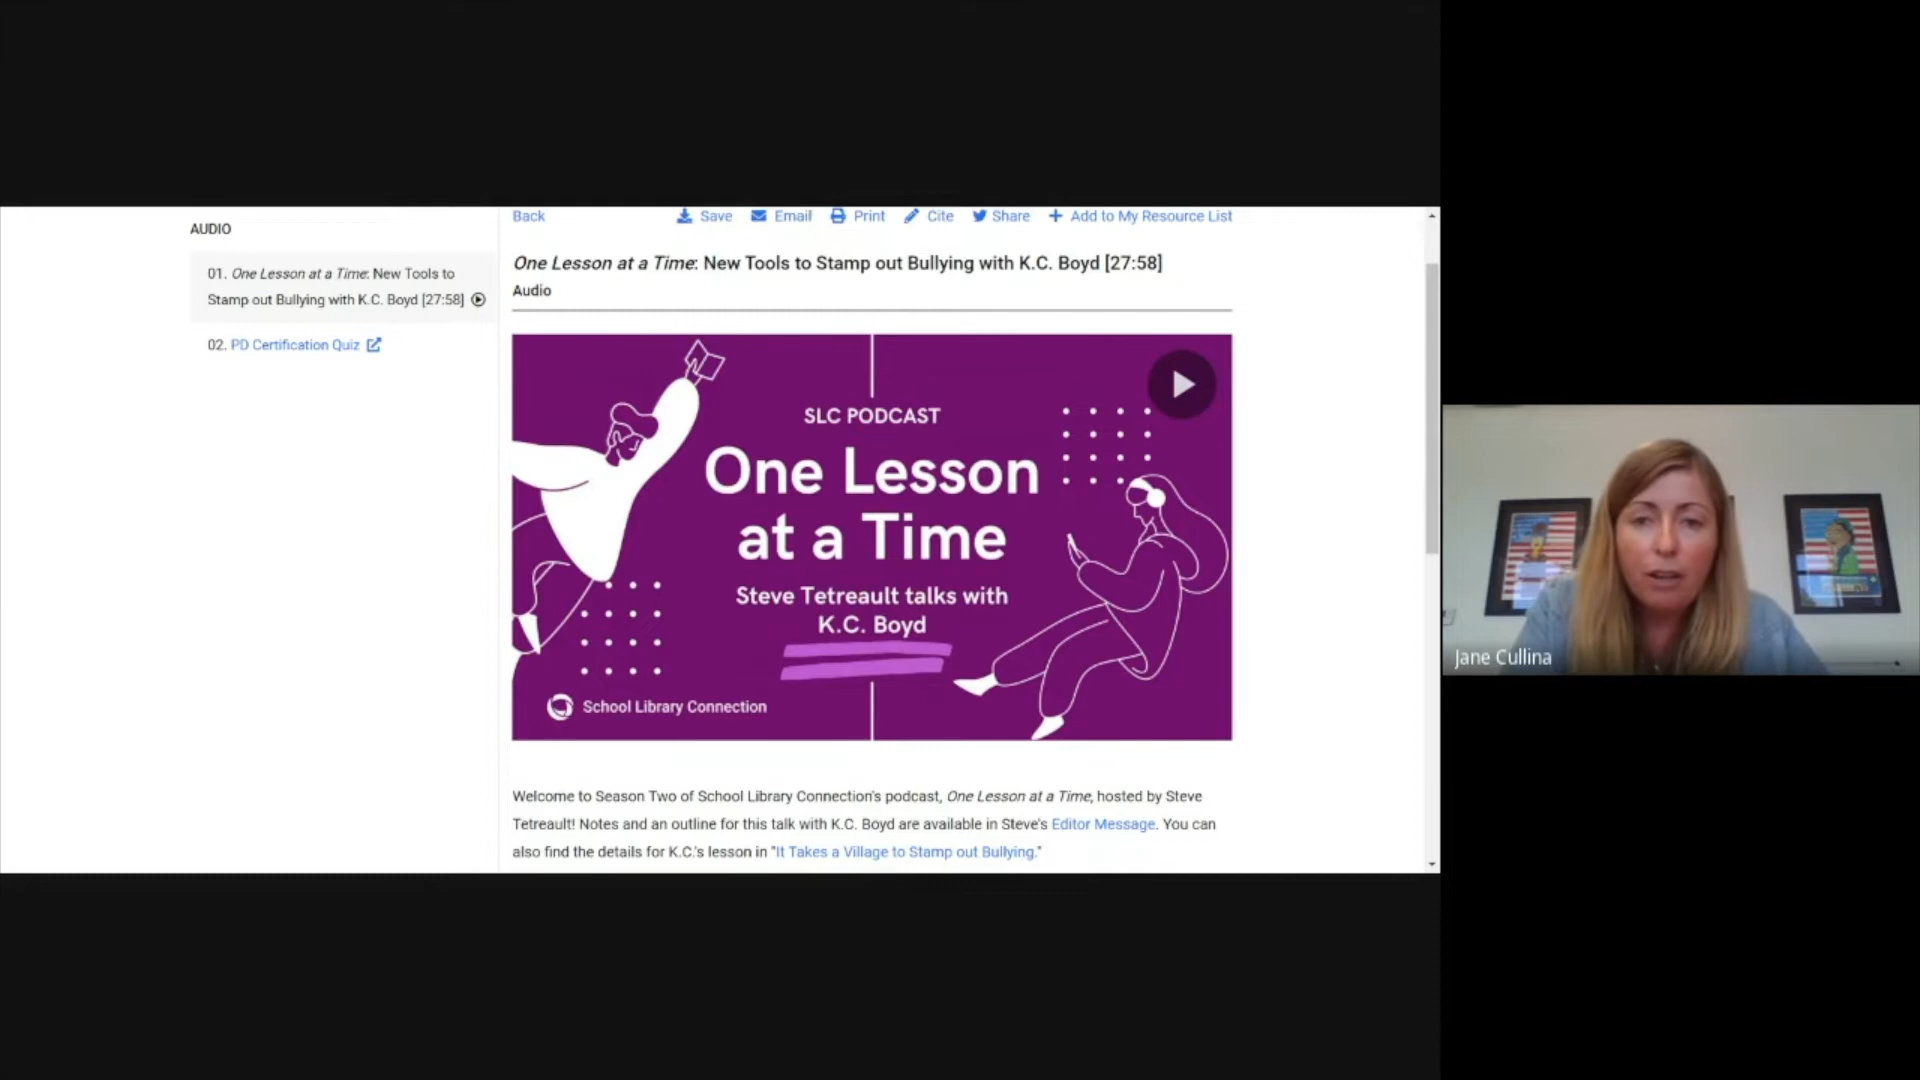 AUDIO
01. One Lesson at a Time: New Tools to
Stamp out Bullying with K.C. Boyd [27:58]
02. PD Certification Quiz
Back
Save
Email
Print
Cite
Share
Add to My Resource List
One Lesson at a Time: New Tools to Stamp out Bullying with K.C. Boyd [27:58]
Audio
SLC PODCAST
One Lesson
at a Time
Steve Tetreault talks with
K.C. Boyd
School Library Connection
Welcome to Season Two of School Library Connection's podcast, One Lesson at a Time, hosted by Steve
Tetreault! Notes and an outline for this talk with K.C. Boyd are available in Steve's Editor Message. You can
also find the details for K.C.'s lesson in "It Takes a Village to Stamp out Bullying."
Jane Cullina